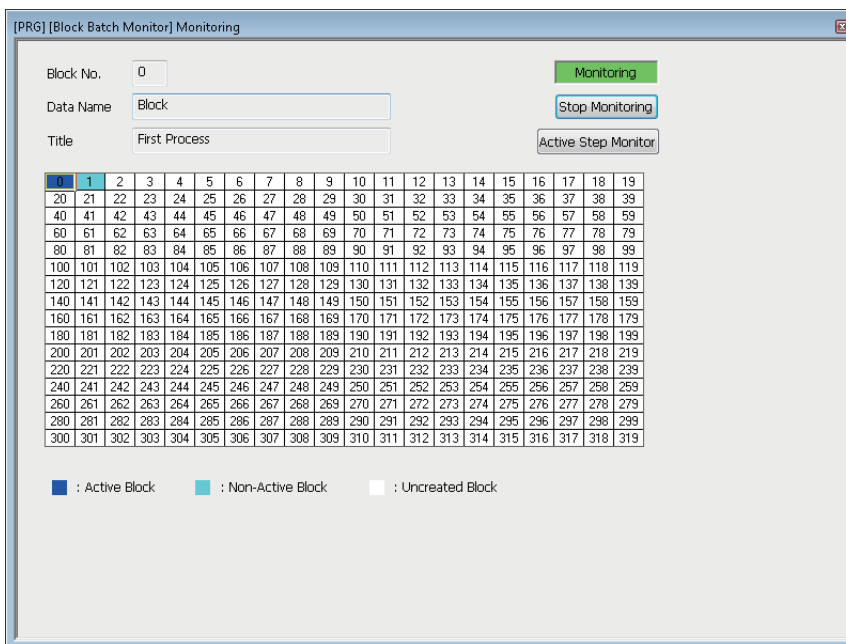 [PRG] [Block Batch Monitor] Monitoring
Block No. 0 Monitoring
Data Name Block Stop Monitoring
Title First Process Active Step Monitor
0 1 2 3 4 5 6 7 8 9 10 11 12 13 14 15 16 17 18 19
20 21 22 23 24 25 26 27 28 29 30 31 32 33 34 35 36 37 38 39
40 41 42 43 44 45 46 47 48 49 50 51 52 53 54 55 56 57 58 59
60 61 62 63 64 65 66 67 68 69 70 71 72 73 74 75 76 77 78 79
80 81 82 83 84 85 86 87 88 89 90 91 92 93 94 95 96 97 98 99
100 101 102 103 104 105 106 107 108 109 110 111 112 113 114 115 116 117 118 119
120 121 122 123 124 125 126 127 128 129 130 131 132 133 134 135 136 137 138 139
140 141 142 143 144 145 146 147 148 149 150 151 152 153 154 155 156 157 158 159
160 161 162 163 164 165 166 167 168 169 170 171 172 173 174 175 176 177 178 179
180 181 182 183 184 185 186 187 188 189 190 191 192 193 194 195 196 197 198 199
200 201 202 203 204 205 206 207 208 209 210 211 212 213 214 215 216 217 218 219
220 221 222 223 224 225 226 227 228 229 230 231 232 233 234 235 236 237 238 239
240 241 242 243 244 245 246 247 248 249 250 251 252 253 254 255 256 257 258 259
260 261 262 263 264 265 266 267 268 269 270 271 272 273 274 275 276 277 278 279
280 281 282 283 284 285 286 287 288 289 290 291 292 293 294 295 296 297 298 299
300 301 302 303 304 305 306 307 308 309 310 311 312 313 314 315 316 317 318 319
: Active Block : Non-Active Block : Uncreated Block